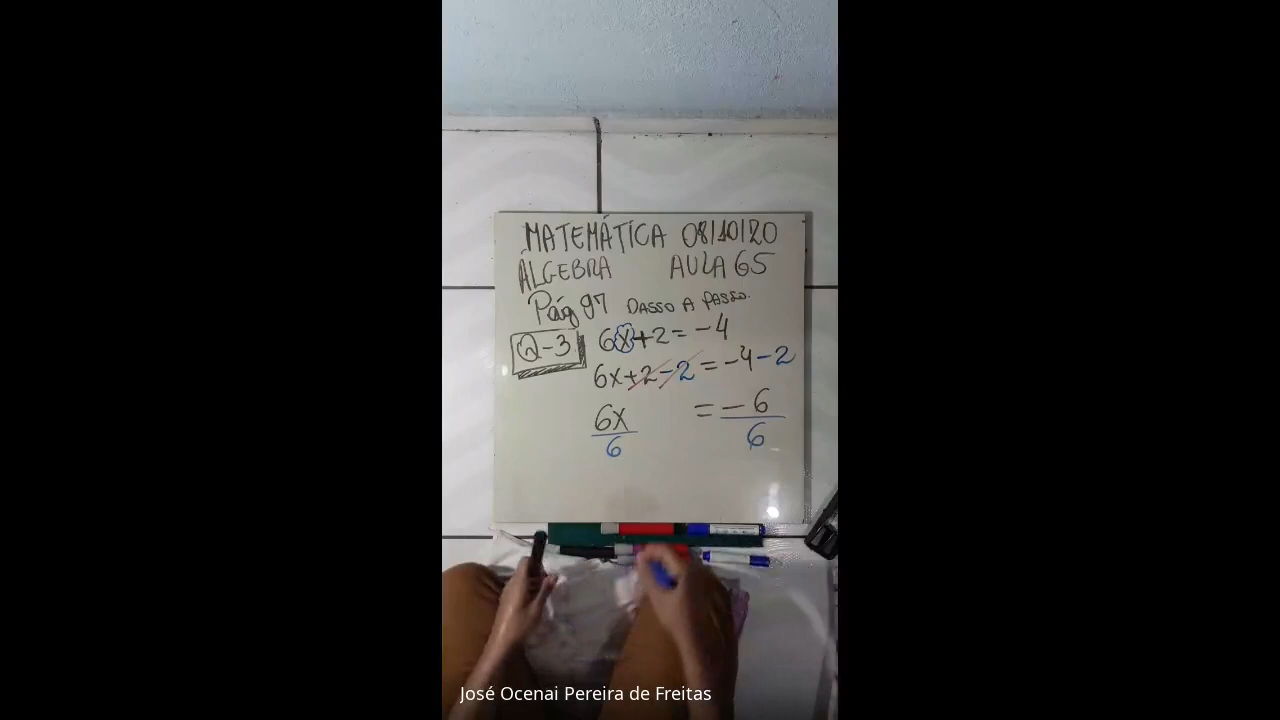 MATEMÁTICA 08/10/20
ÁLGEBRA AULA 65
Pág 97 PASSO A PASSO.
Q-3
6x+2=-4
6x+2-2=-4-2
6x/6 =-6/6
José Ocenai Pereira de Freitas